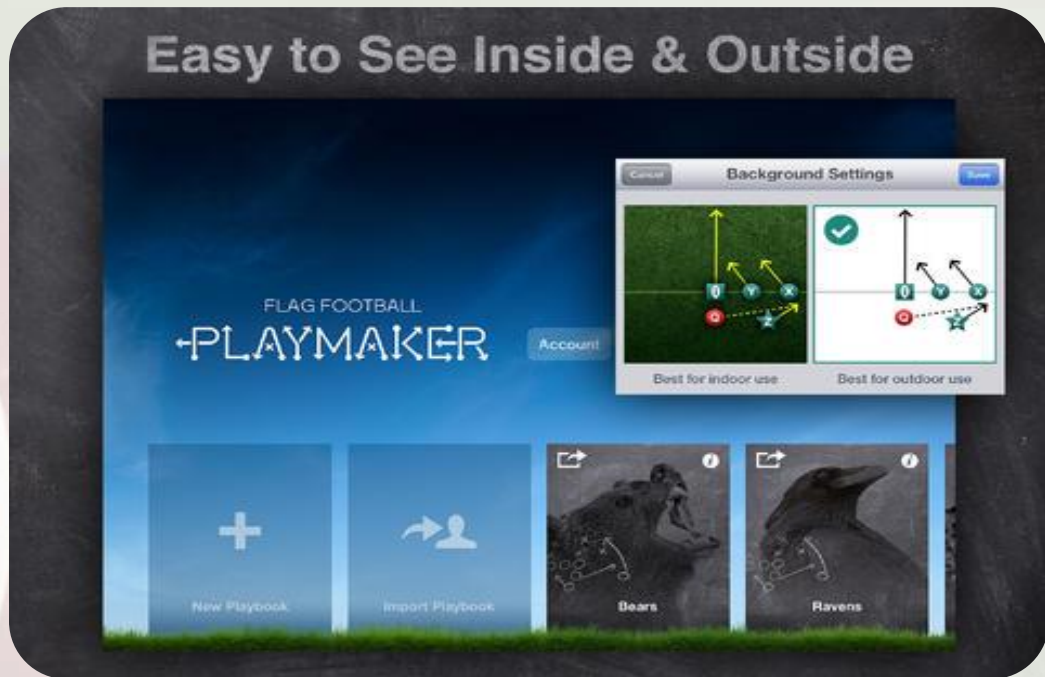 Easy to See Inside & Outside
Cancel
Background Settings
Save
Y
X
Q
Z
Y
X
Q
Z
Best for indoor use
Best for outdoor use
FLAG FOOTBALL
PLAYMAKER
Account
New Playbook
Import Playbook
Bears
Ravens